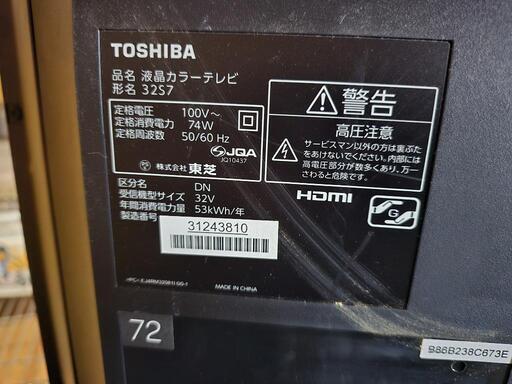 TOSHIBA
品名 液晶カラーテレビ
形名 32S7
定格電圧 100V～
定格消費電力 74W
定格周波数 50/60 Hz
JQA
JQ10437
株式会社 東芝
区分名 DN
受信機型サイズ 32V
年間消費電力量 53kWh/年
製造番号
31243810
MADE IN CHINA
警告
高圧注意
サービスマン以外の方は裏ぶた
をあけないでください。内部には
高電圧部分が数多くあり、万一
さわると危険です。
HDMI
G
72
B86B238C673E